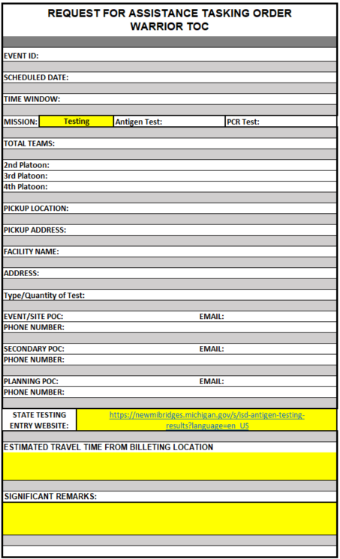 REQUEST FOR ASSISTANCE TASKING ORDER
WARRIOR TOC
EVENT ID:
SCHEDULED DATE:
TIME WINDOW:
MISSION: Testing Antigen Test: PCR Test:
TOTAL TEAMS:
2nd Platoon:
3rd Platoon:
4th Platoon:
PICKUP LOCATION:
PICKUP ADDRESS:
FACILITY NAME:
ADDRESS:
Type/Quantity of Test:
EVENT/SITE POC: EMAIL:
PHONE NUMBER:
SECONDARY POC: EMAIL:
PHONE NUMBER:
PLANNING POC: EMAIL:
PHONE NUMBER:
STATE TESTING
ENTRY WEBSITE:
https://newmibridges.michigan.gov/s/isd-antigen-testing-
results?language=en_US
ESTIMATED TRAVEL TIME FROM BILLETING LOCATION
SIGNIFICANT REMARKS: